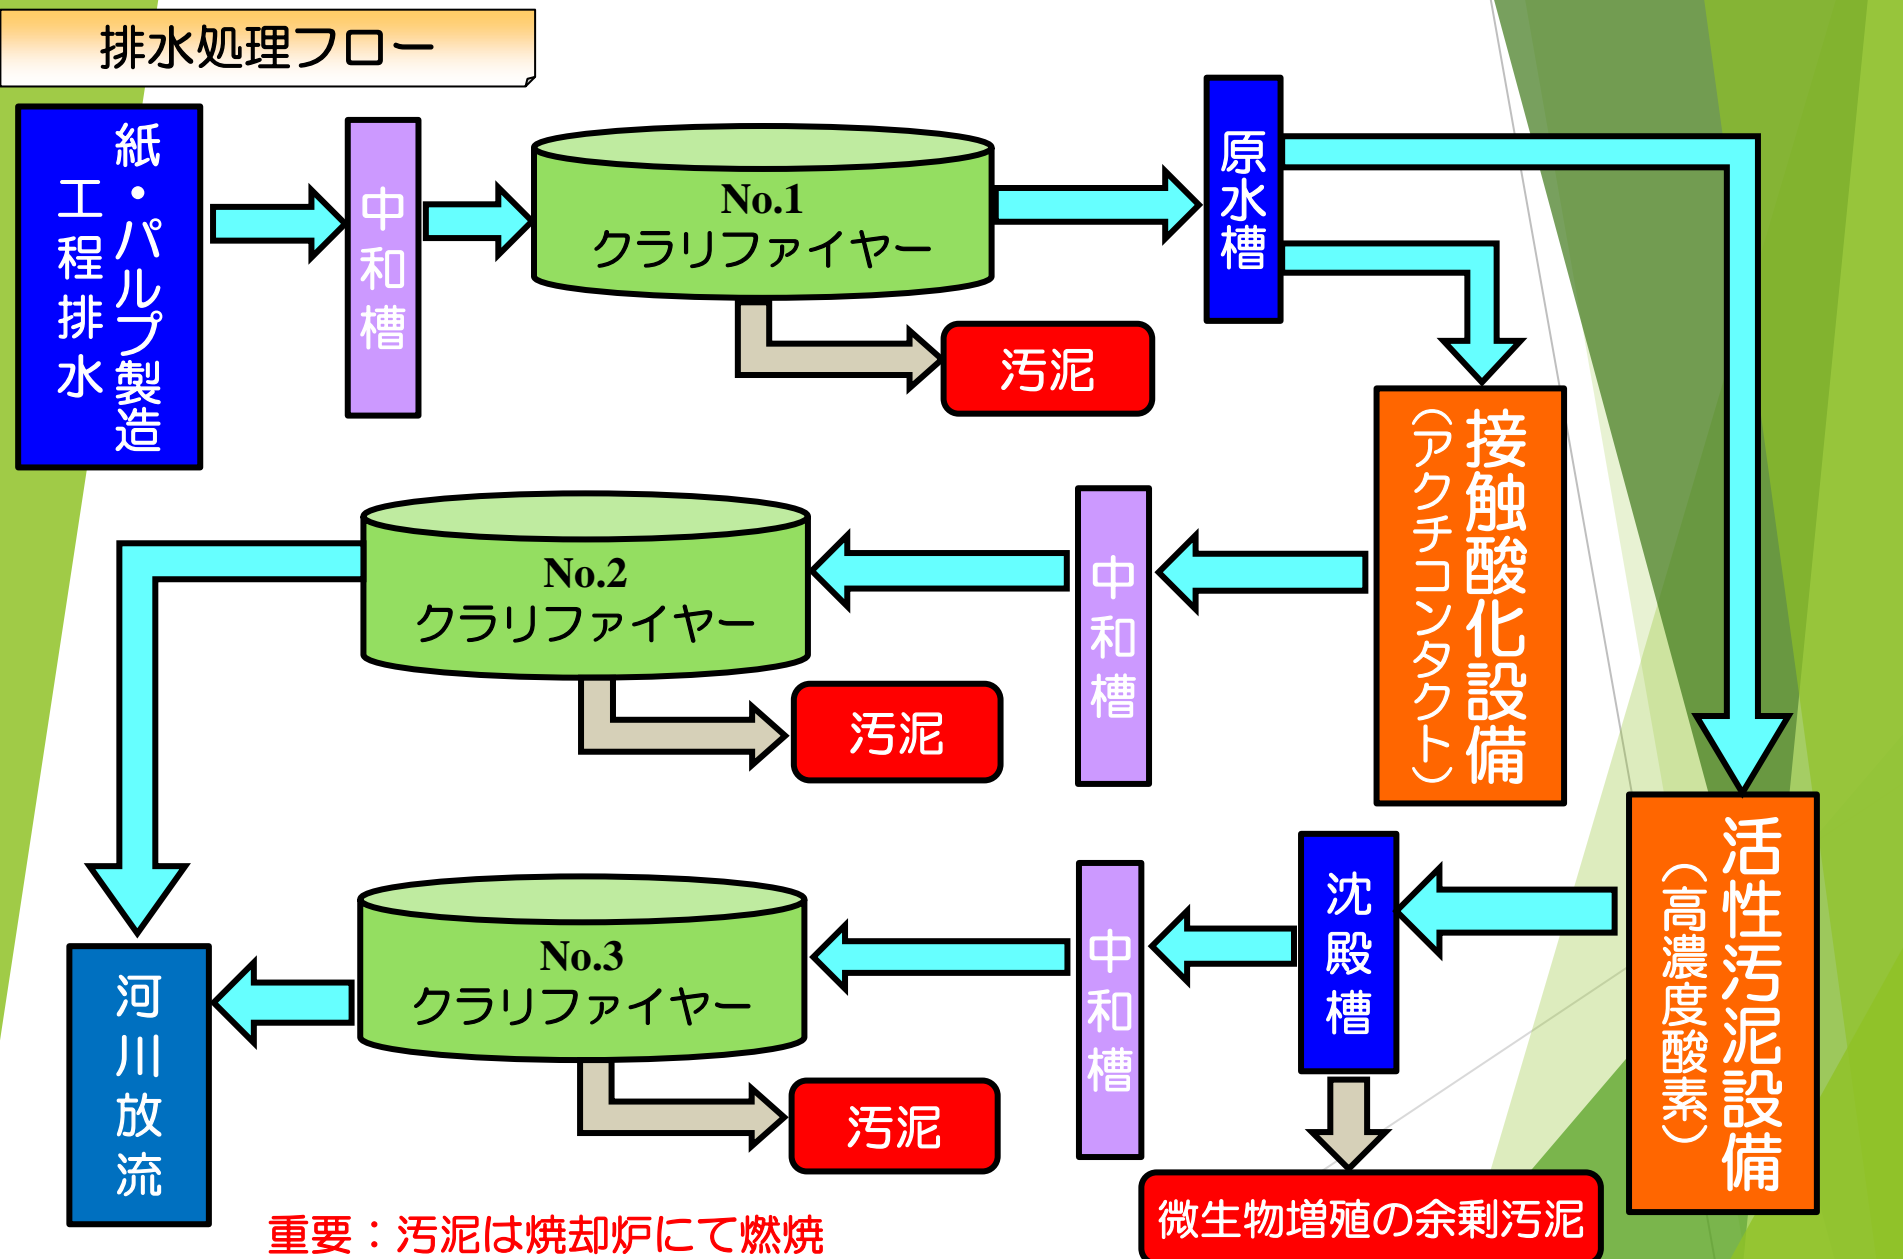 排水処理フロー
紙・パルプ製造
工程排水
中和槽
No.1
クラリファイヤー
汚泥
原水槽
接触酸化設備
（アクチコンタクト）
中和槽
No.2
クラリファイヤー
汚泥
活性汚泥設備
（高濃度酸素）
沈殿槽
微生物増殖の余剰汚泥
中和槽
No.3
クラリファイヤー
汚泥
河川放流
重要：汚泥は焼却炉にて燃焼